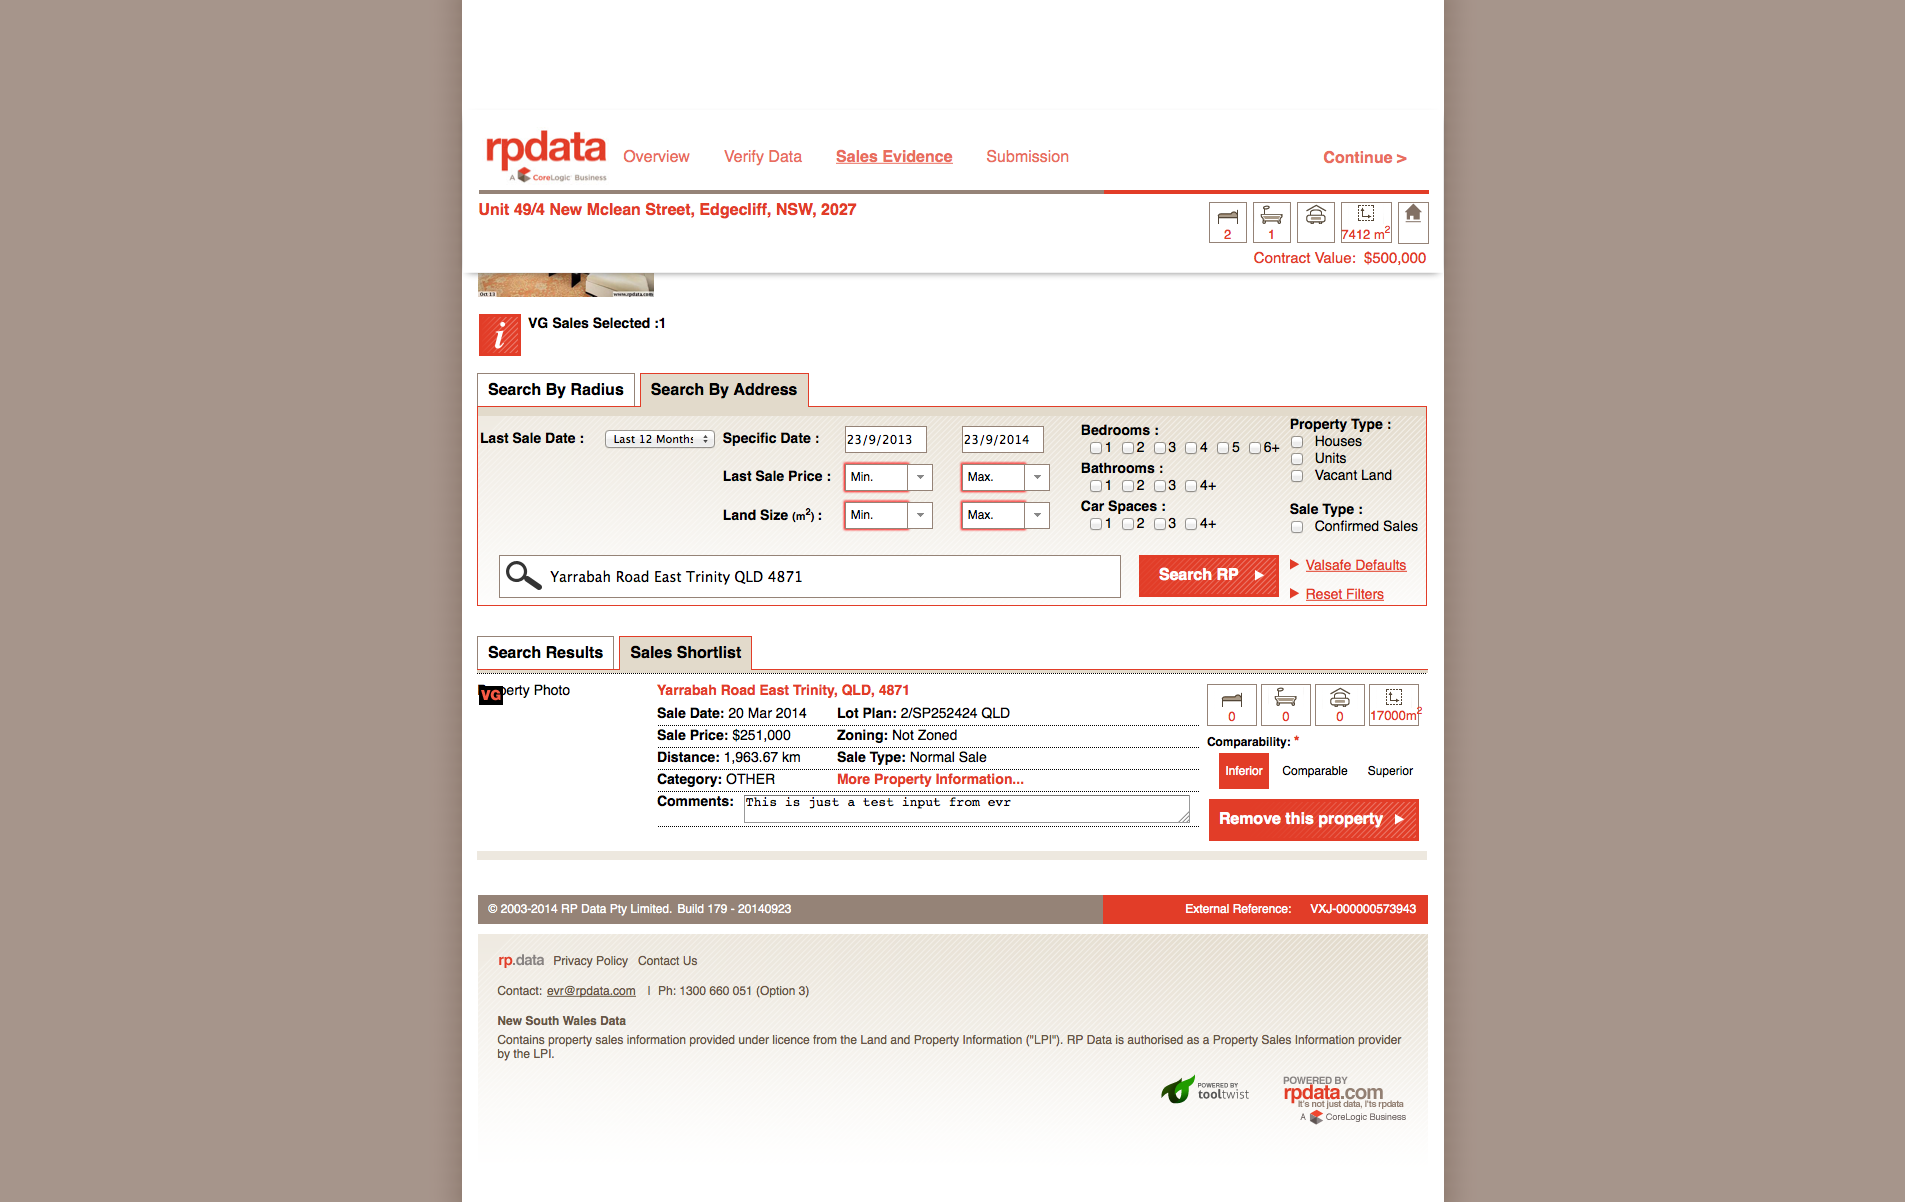 rpdata
A CoreLogic Business
Overview Verify Data Sales Evidence Submission Continue >
Unit 49/4 New Mclean Street, Edgecliff, NSW, 2027
2 1 7412 m2
Contract Value: $500,000
Oct 13 www.rpdata.com
i VG Sales Selected :1
Search By Radius Search By Address
Last Sale Date : Last 12 Months Specific Date : 23/9/2013 23/9/2014
Last Sale Price : Min. Max.
Land Size (m2) : Min. Max.
Bedrooms :
1 2 3 4 5 6+
Bathrooms :
1 2 3 4+
Car Spaces :
1 2 3 4+
Property Type :
Houses
Units
Vacant Land
Sale Type :
Confirmed Sales
Yarrabah Road East Trinity QLD 4871 Search RP
Valsafe Defaults
Reset Filters
Search Results Sales Shortlist
VG perty Photo
Yarrabah Road East Trinity, QLD, 4871
Sale Date: 20 Mar 2014 Lot Plan: 2/SP252424 QLD
Sale Price: $251,000 Zoning: Not Zoned
Distance: 1,963.67 km Sale Type: Normal Sale
Category: OTHER More Property Information...
Comments: This is just a test input from evr
0 0 0 17000m2
Comparability: *
Inferior Comparable Superior
Remove this property
© 2003-2014 RP Data Pty Limited. Build 179 - 20140923 External Reference: VXJ-000000573943
rp.data Privacy Policy Contact Us
Contact: evr@rpdata.com | Ph: 1300 660 051 (Option 3)
New South Wales Data
Contains property sales information provided under licence from the Land and Property Information ("LPI"). RP Data is authorised as a Property Sales Information provider
by the LPI.
POWERED BY
tooltwist
POWERED BY
rpdata.com
It's not just data, I'ts rpdata
A CoreLogic Business